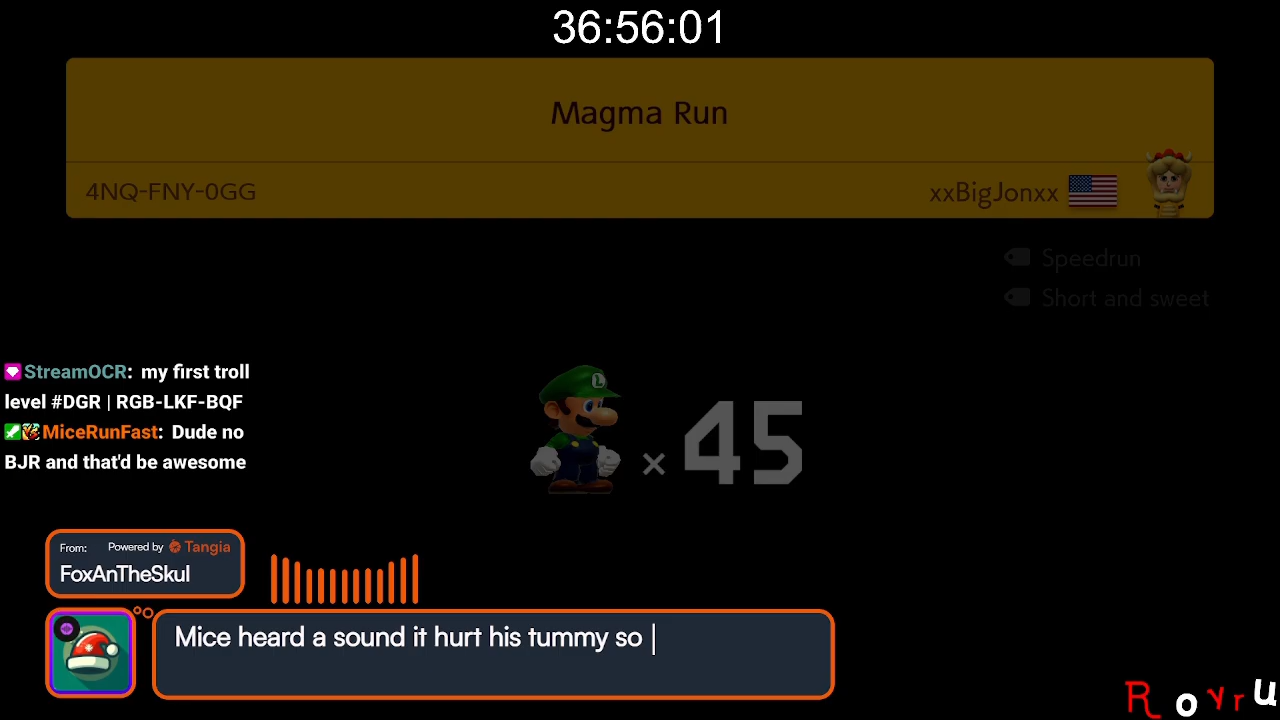 36:56:01
Magma Run
4NQ-FNY-0GG
xxBigJonxx
Speedrun
Short and sweet
StreamOCR: my first troll
level #DGR | RGB-LKF-BQF
MiceRunFast: Dude no
BJR and that'd be awesome
L
× 45
From: Powered by Tangia
FoxAnTheSkul
Mice heard a sound it hurt his tummy so |
Rovru